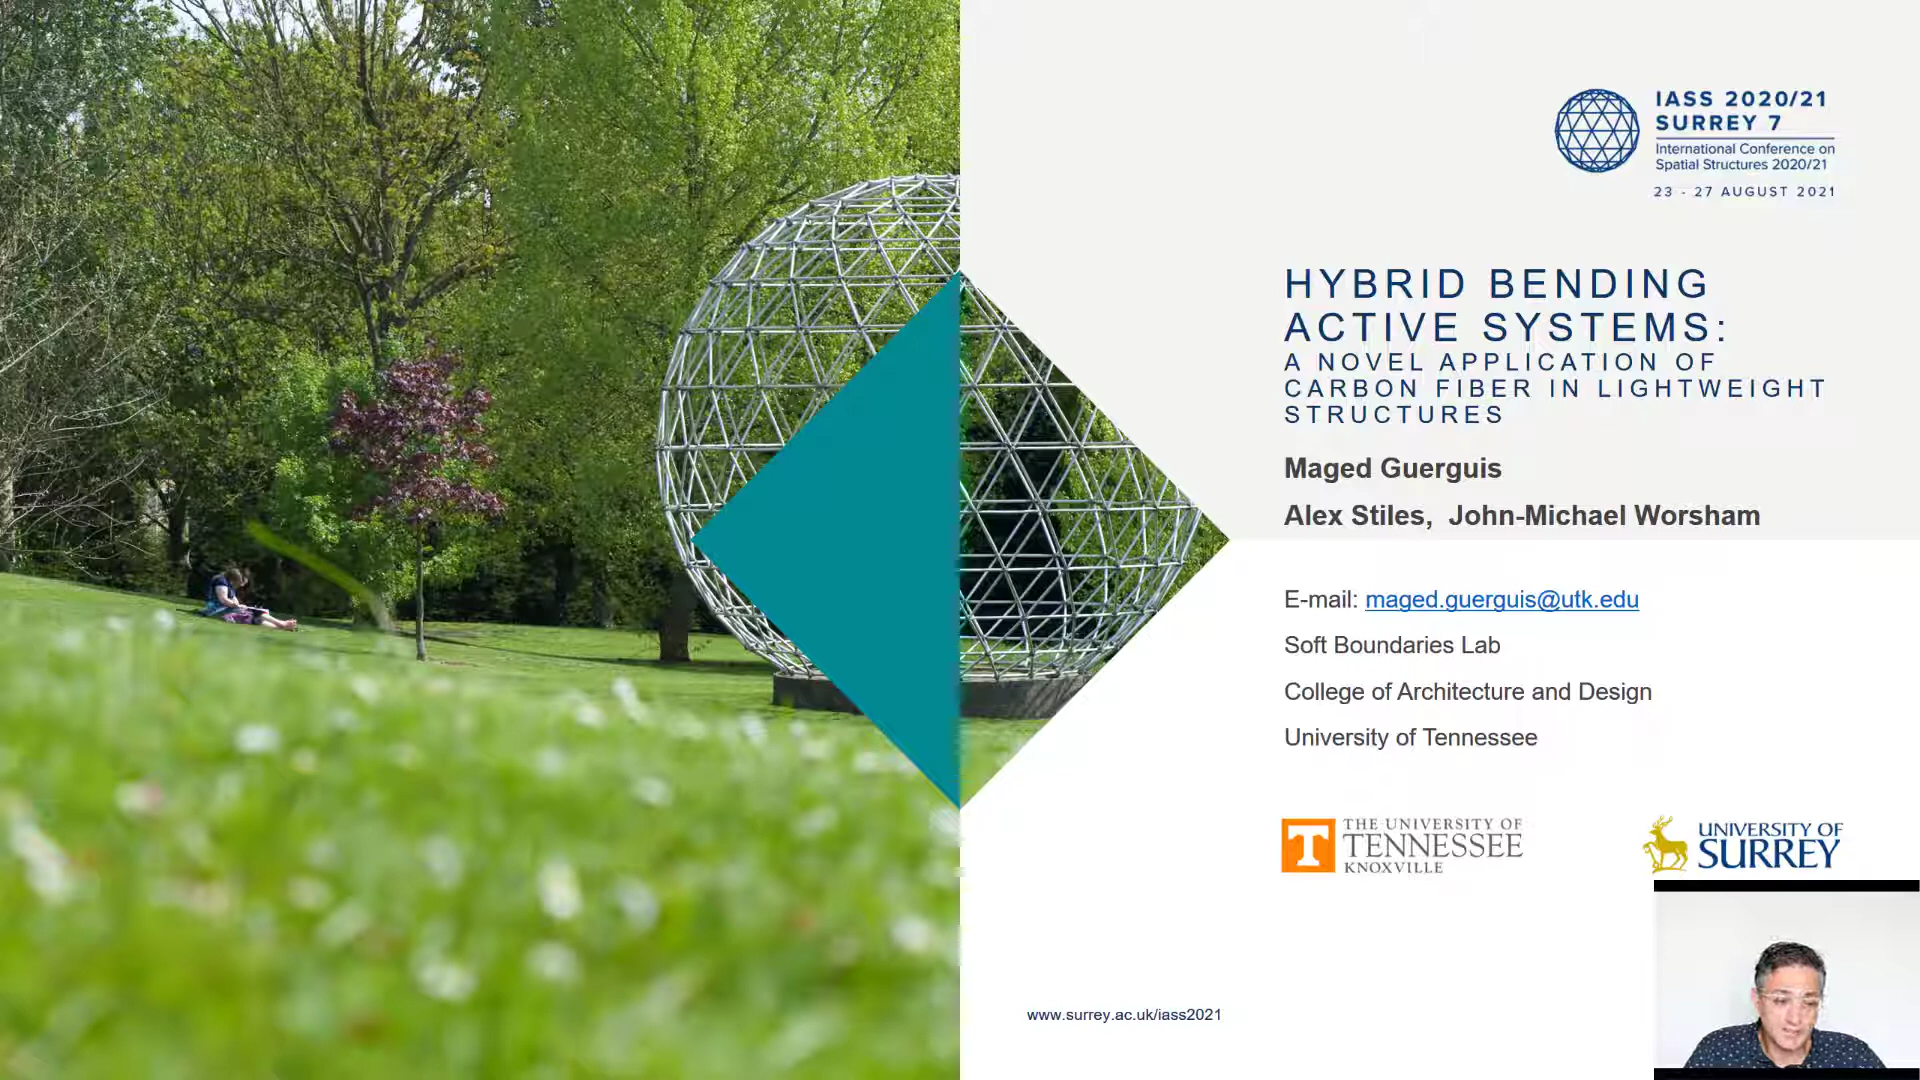 IASS 2020/21
SURREY 7
International Conference on
Spatial Structures 2020/21
23 - 27 AUGUST 2021
HYBRID BENDING
ACTIVE SYSTEMS:
A NOVEL APPLICATION OF
CARBON FIBER IN LIGHTWEIGHT
STRUCTURES
Maged Guerguis
Alex Stiles, John-Michael Worsham
E-mail: maged.guerguis@utk.edu
Soft Boundaries Lab
College of Architecture and Design
University of Tennessee
T
THE UNIVERSITY OF
TENNESSEE
KNOXVILLE
UNIVERSITY OF
SURREY
www.surrey.ac.uk/iass2021